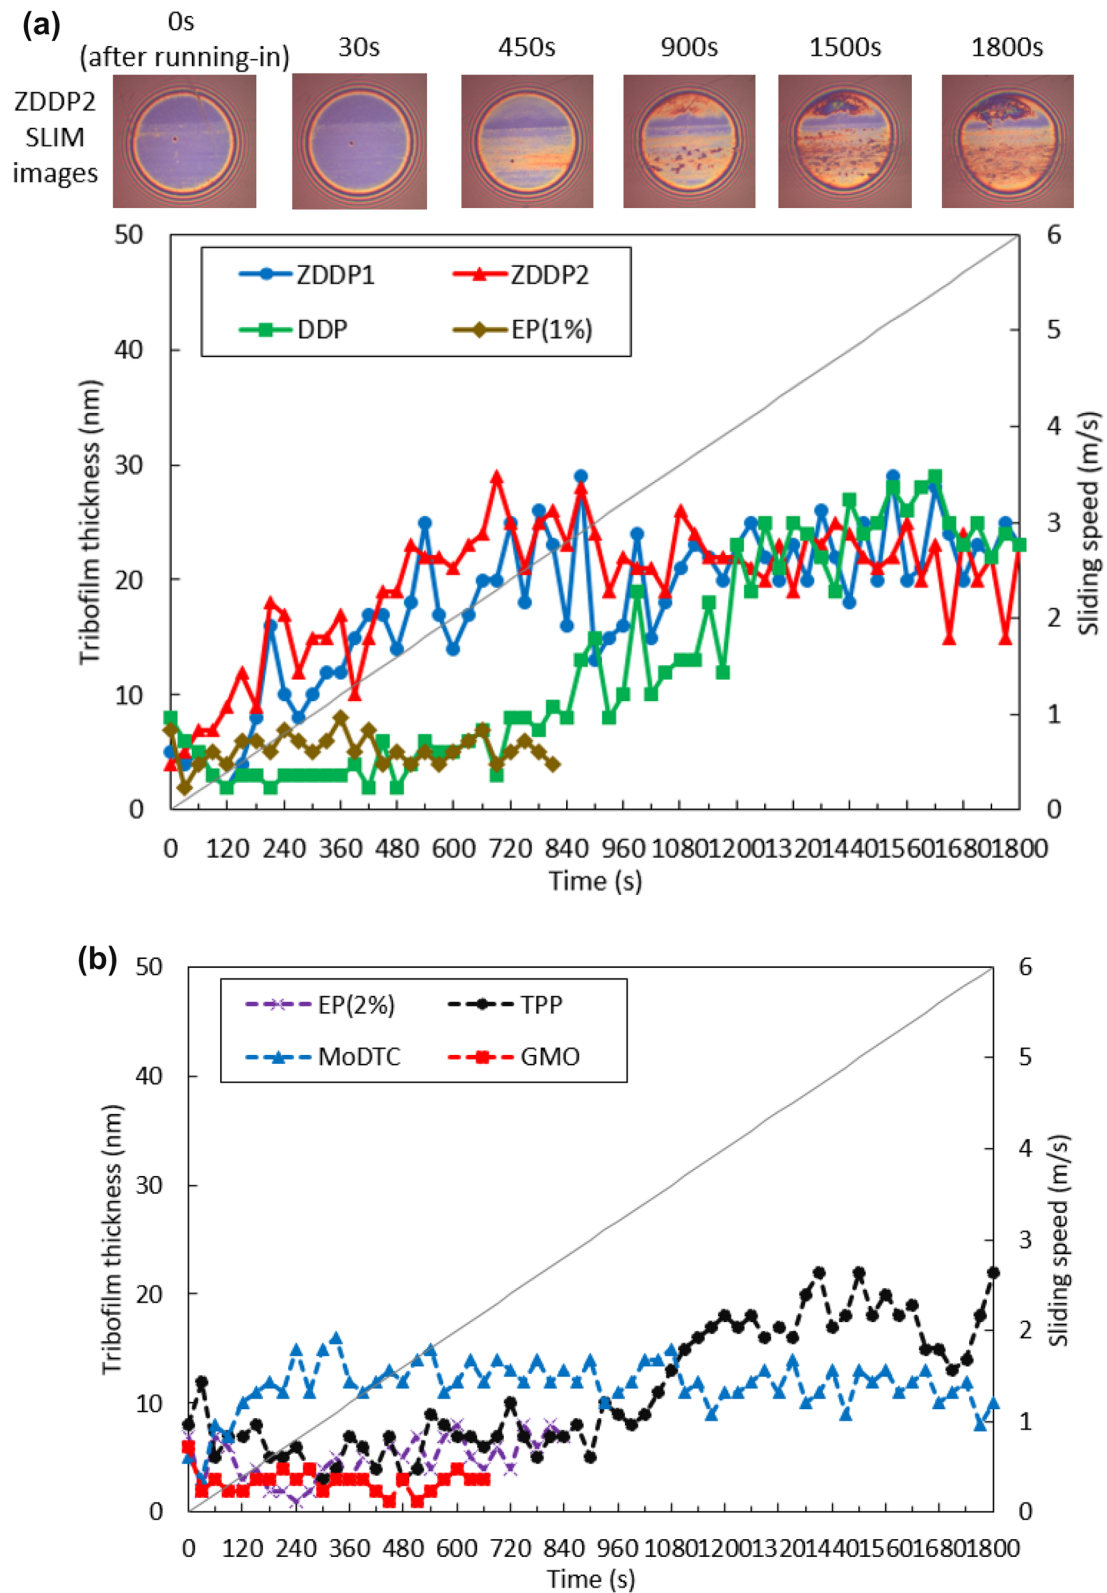 (a)
0s
(after running-in)
30s
450s
900s
1500s
1800s
ZDDP2
SLIM
images
50
40
30
20
10
0
Tribofilm thickness (nm)
ZDDP1
ZDDP2
DDP
EP(1%)
6
5
4
3
2
1
0
Sliding speed (m/s)
0 120 240 360 480 600 720 840 960 1080 1200 1320 1440 1560 1680 1800
Time (s)
(b)
50
40
30
20
10
0
Tribofilm thickness (nm)
EP(2%)
TPP
MoDTC
GMO
6
5
4
3
2
1
0
Sliding speed (m/s)
0 120 240 360 480 600 720 840 960 1080 1200 1320 1440 1560 1680 1800
Time (s)